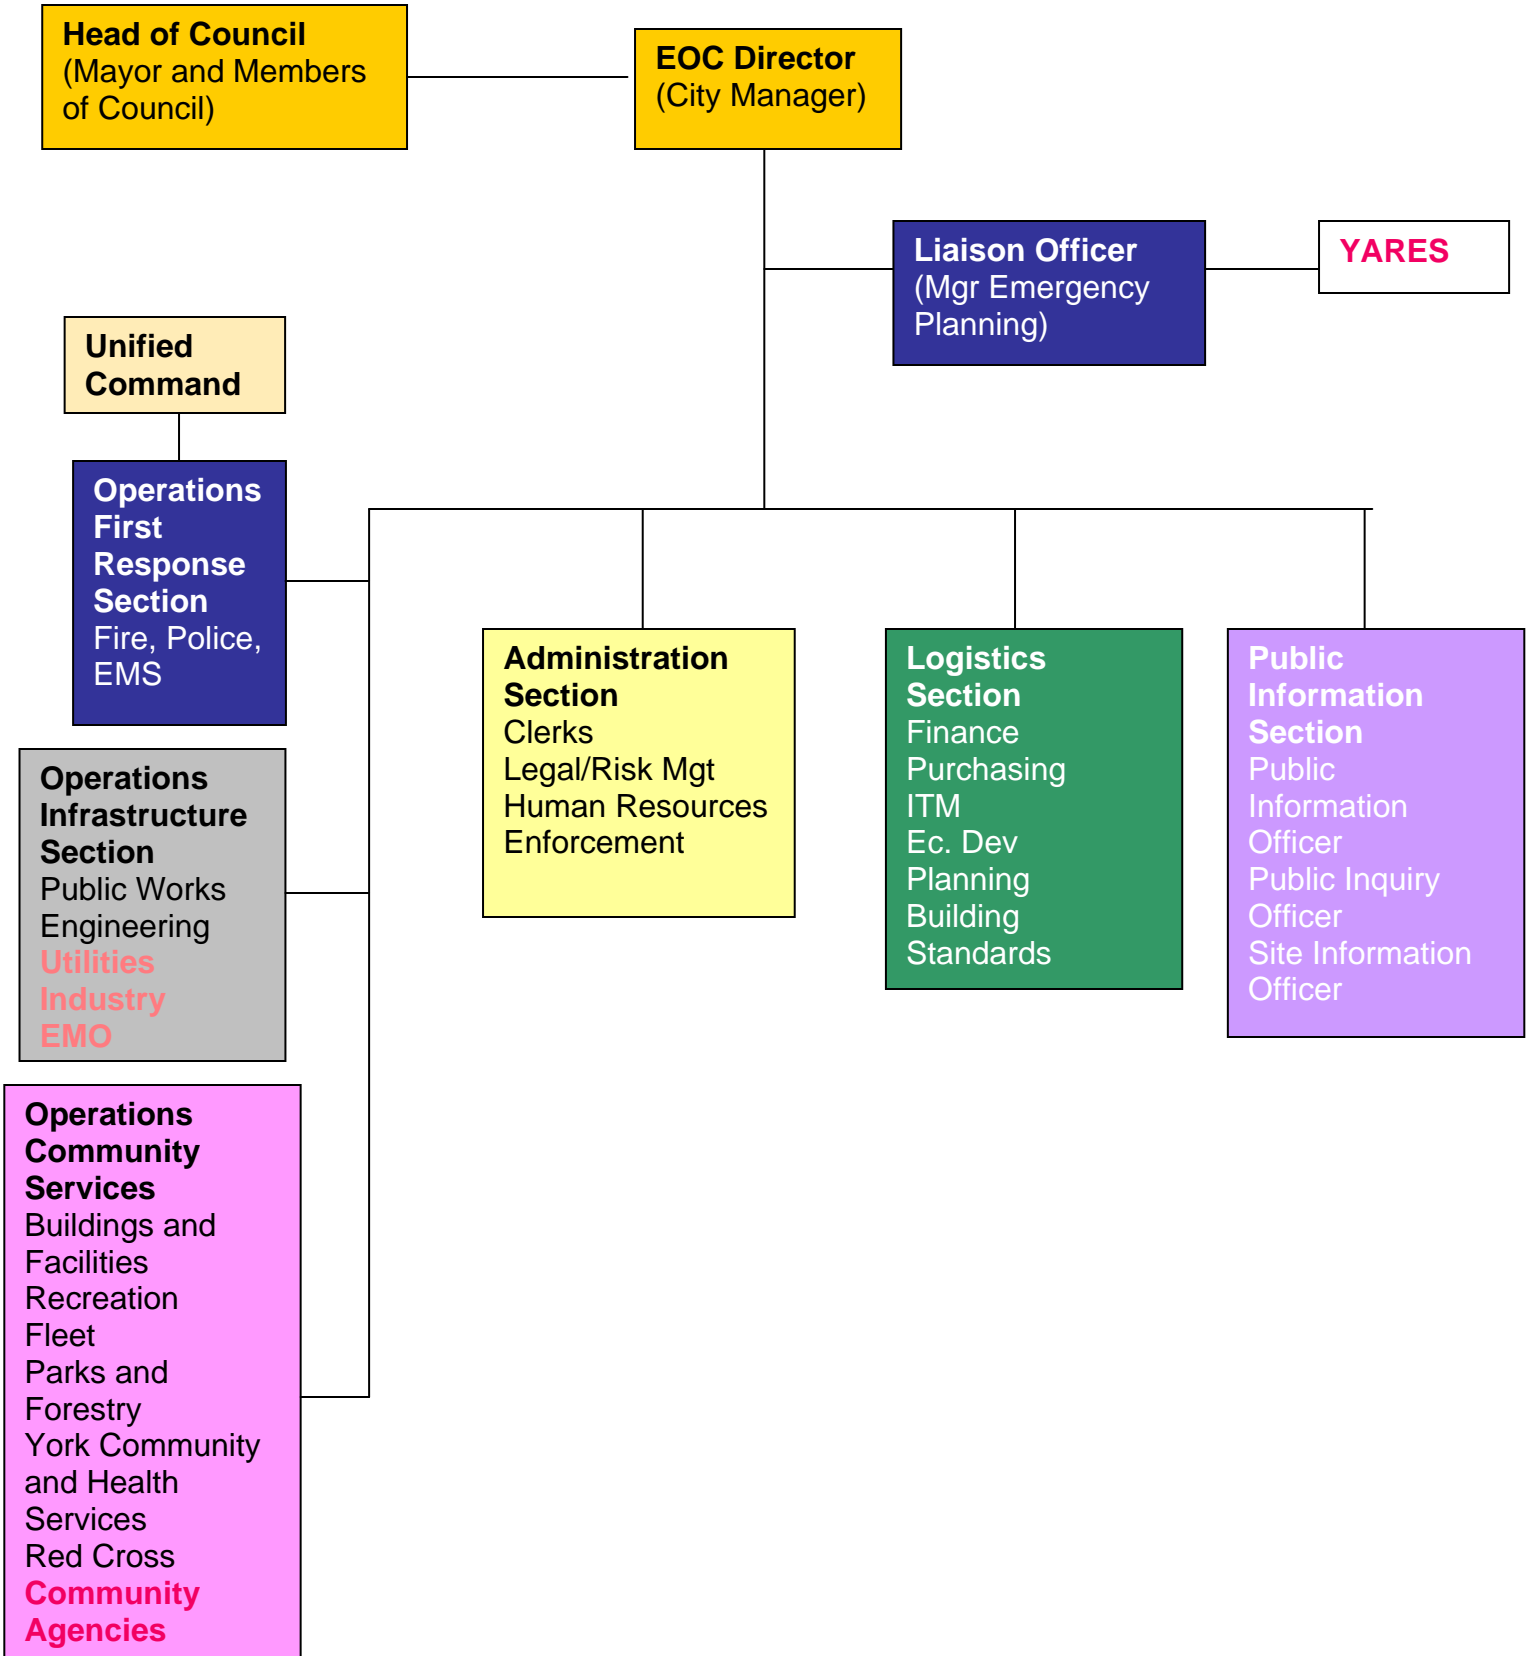 Head of Council
(Mayor and Members
of Council)
EOC Director
(City Manager)
Liaison Officer
(Mgr Emergency
Planning)
YARES
Unified
Command
Operations
First
Response
Section
Fire, Police,
EMS
Operations
Infrastructure
Section
Public Works
Engineering
Utilities
Industry
EMO
Operations
Community
Services
Buildings and
Facilities
Recreation
Fleet
Parks and
Forestry
York Community
and Health
Services
Red Cross
Community
Agencies
Administration
Section
Clerks
Legal/Risk Mgt
Human Resources
Enforcement
Logistics
Section
Finance
Purchasing
ITM
Ec. Dev
Planning
Building
Standards
Public
Information
Section
Public
Information
Officer
Public Inquiry
Officer
Site Information
Officer